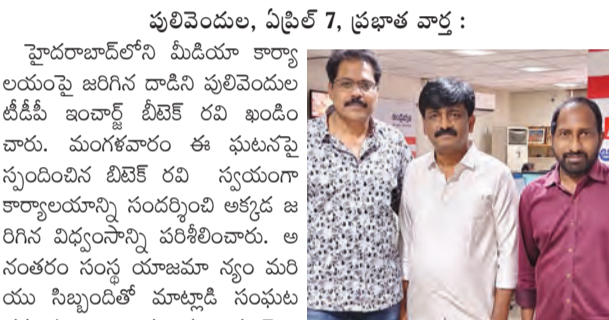 పులివెందుల, ఏప్రిల్ 7, ప్రభాత వార్త :
హైదరాబాద్‌లోని మీడియా కార్యా
లయంపై జరిగిన దాడిని పులివెందుల
టీడీపీ ఇంచార్జ్ బీటెక్ రవి ఖండిం
చారు. మంగళవారం ఈ ఘటనపై
స్పందించిన బిటెక్ రవి స్వయంగా
కార్యాలయాన్ని సందర్శించి అక్కడ జ
రిగిన విధ్వంసాన్ని పరిశీలించారు. అ
నంతరం సంస్థ యాజమా న్యం మరి
యు సిబ్బందితో మాట్లాడి సంఘట